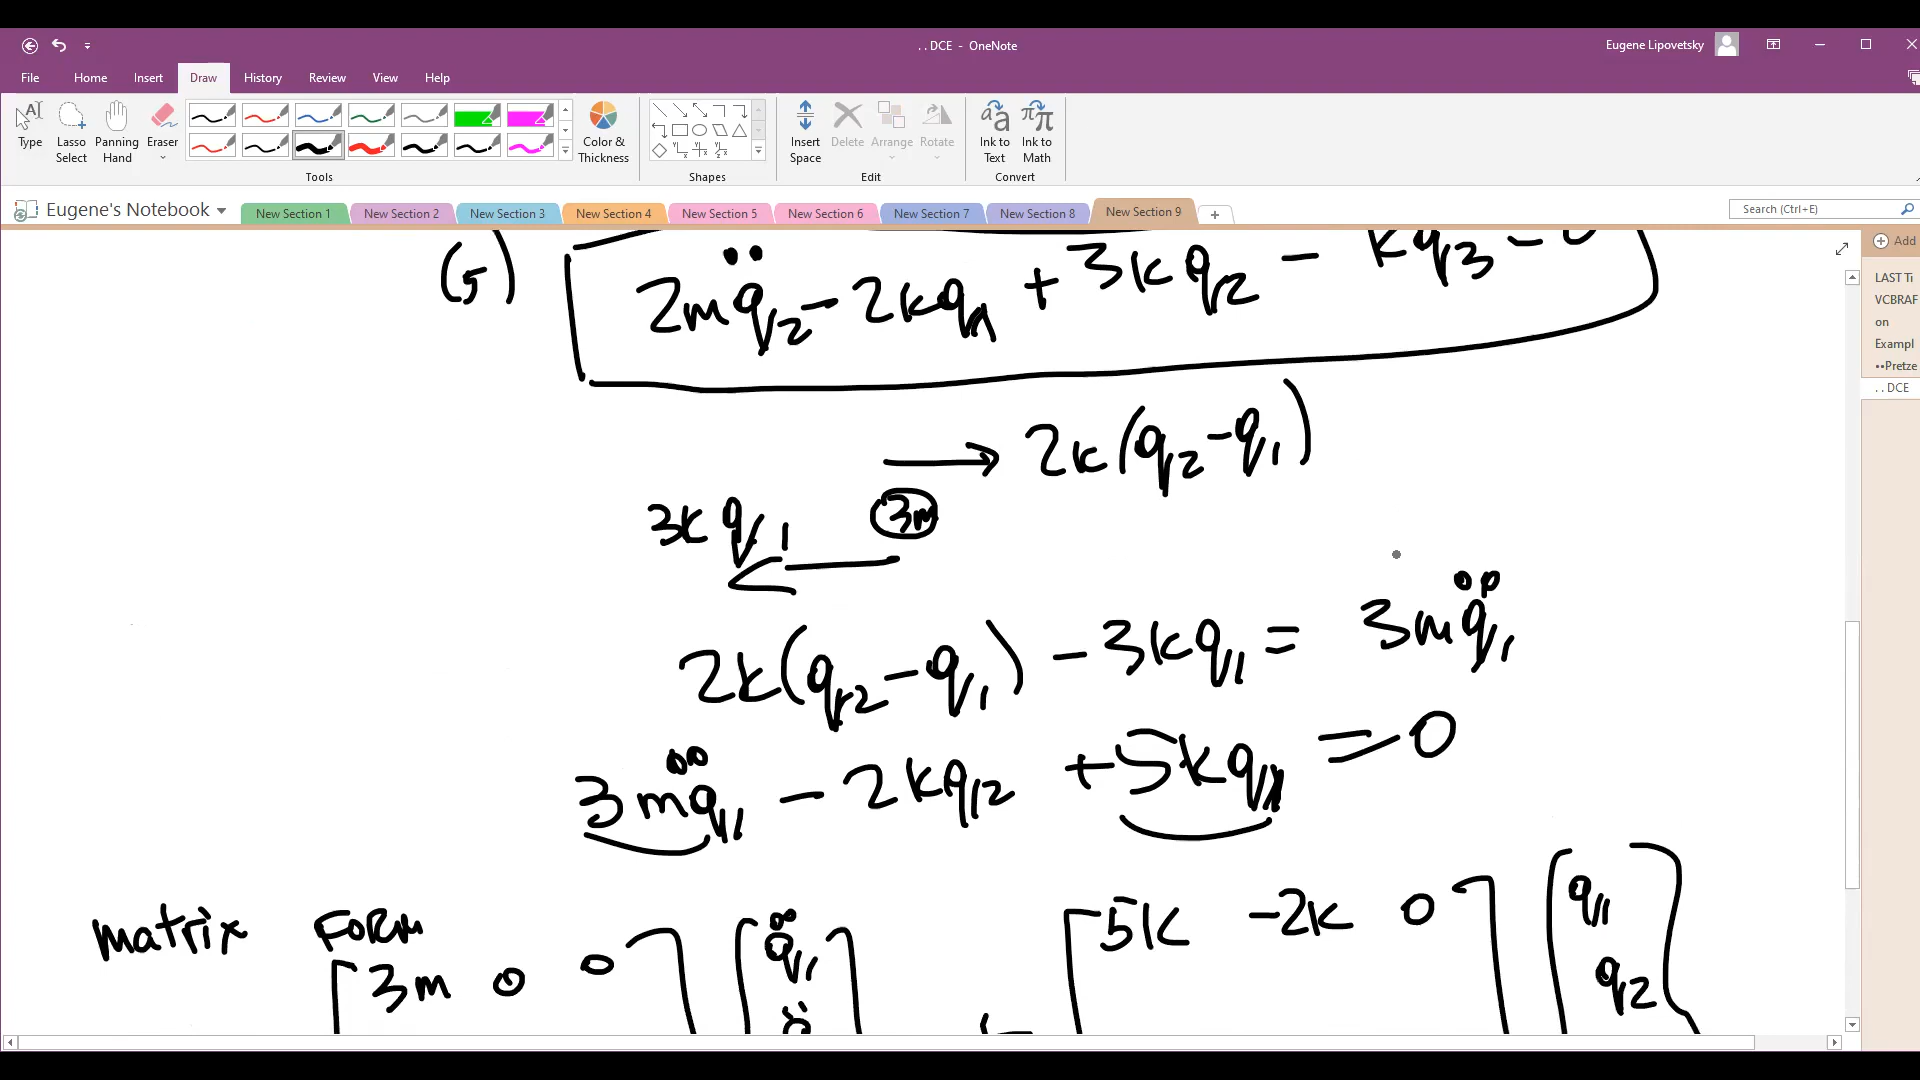 . . DCE - OneNote
Eugene Lipovetsky
File Home Insert Draw History Review View Help
Type
Lasso Select
Panning Hand
Eraser
Color & Thickness
Insert Space
Delete
Arrange
Rotate
Ink to Text
Ink to Math
Tools Shapes Edit Convert
Eugene's Notebook
New Section 1 New Section 2 New Section 3 New Section 4 New Section 5 New Section 6 New Section 7 New Section 8 New Section 9 +
Search (Ctrl+E)
Add
LAST Ti
VCBRAF
on
Exampl
••Pretze
. . DCE
(5) 2mq̈₂ - 2kq₁ + 3kq₂ - kq₃ = 0
→ 2k(q₂-q₁)
3kq₁ 3m
←
2k(q₂-q₁) - 3kq₁ = 3mq̈₁
3mq̈₁ - 2kq₂ + 5kq₁ = 0
matrix Form
[3m 0 0] [q̈₁ + [5k -2k 0] [q₁
q₂